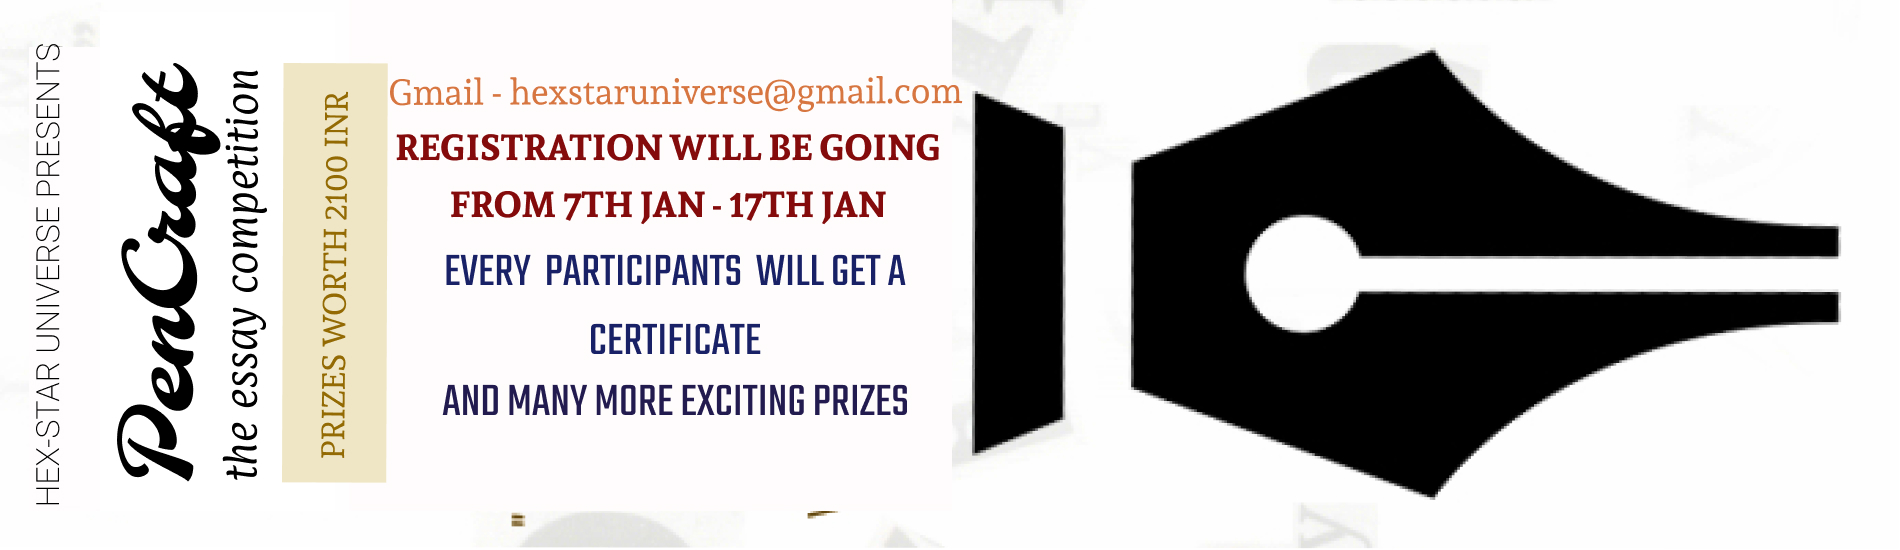 HEX-STAR UNIVERSE PRESENTS
PenCraft
the essay competition
PRIZES WORTH 2100 INR
Gmail - hexstaruniverse@gmail.com
REGISTRATION WILL BE GOING
FROM 7TH JAN - 17TH JAN
EVERY PARTICIPANTS WILL GET A
CERTIFICATE
AND MANY MORE EXCITING PRIZES